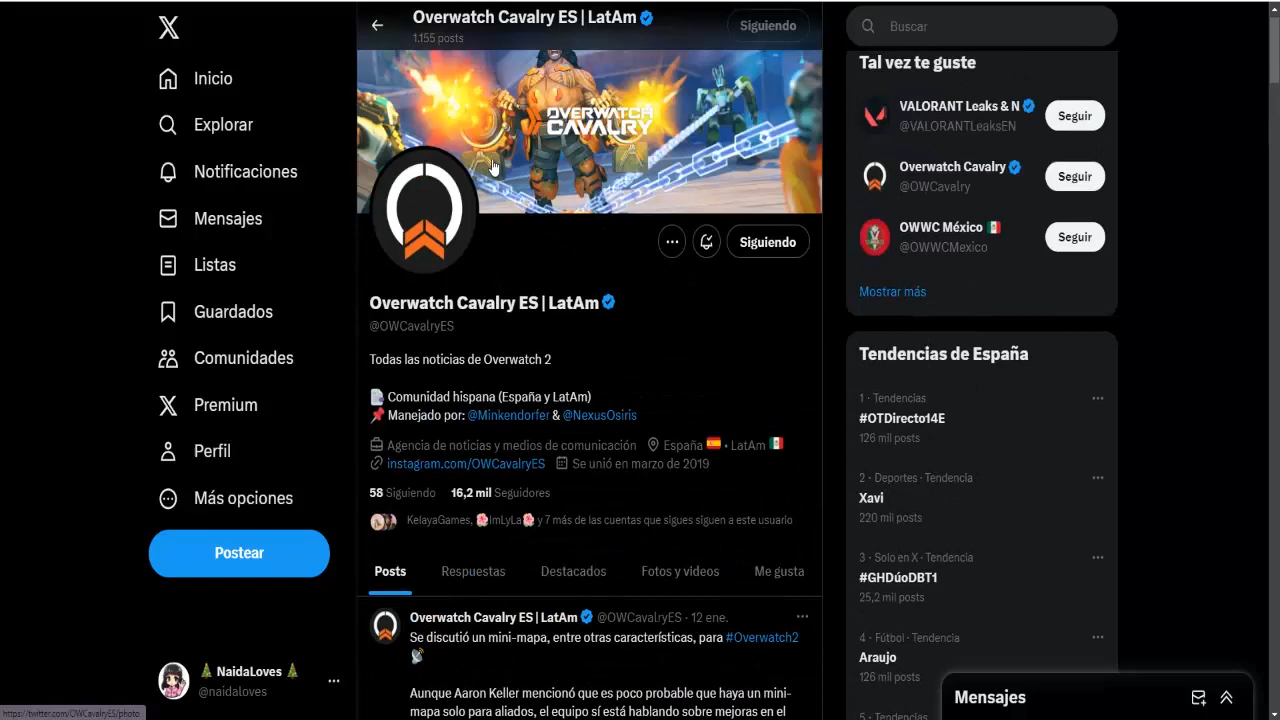 Overwatch Cavalry ES | LatAm
1.155 posts
Siguiendo
OVERWATCH
CAVALRY
Siguiendo
Overwatch Cavalry ES | LatAm
@OWCavalryES
Todas las noticias de Overwatch 2
Comunidad hispana (España y LatAm)
Manejado por: @Minkendorfer & @NexusOsiris
Agencia de noticias y medios de comunicación España • LatAm
instagram.com/OWCavalryES Se unió en marzo de 2019
58 Siguiendo 16,2 mil Seguidores
KelayaGames, ImLyLa y 7 más de las cuentas que sigues siguen a este usuario
Posts Respuestas Destacados Fotos y videos Me gusta
Overwatch Cavalry ES | LatAm @OWCavalryES · 12 ene.
Se discutió un mini-mapa, entre otras características, para #Overwatch2
Aunque Aaron Keller mencionó que es poco probable que haya un mini-
mapa solo para aliados, el equipo sí está hablando sobre mejoras en el
Inicio
Explorar
Notificaciones
Mensajes
Listas
Guardados
Comunidades
Premium
Perfil
Más opciones
Postear
NaidaLoves
@naidaloves
https://twitter.com/OWCavalryES/photo
Buscar
Tal vez te guste
VALORANT Leaks & N
@VALORANTLeaksEN
Seguir
Overwatch Cavalry
@OWCavalry
Seguir
OWWC México
@OWWCMexico
Seguir
Mostrar más
Tendencias de España
1 · Tendencias
#OTDirecto14E
126 mil posts
2 · Deportes · Tendencia
Xavi
220 mil posts
3 · Solo en X · Tendencia
#GHDúoDBT1
25,2 mil posts
4 · Fútbol · Tendencia
Araujo
126 mil posts
5 · Tendencias
Mensajes